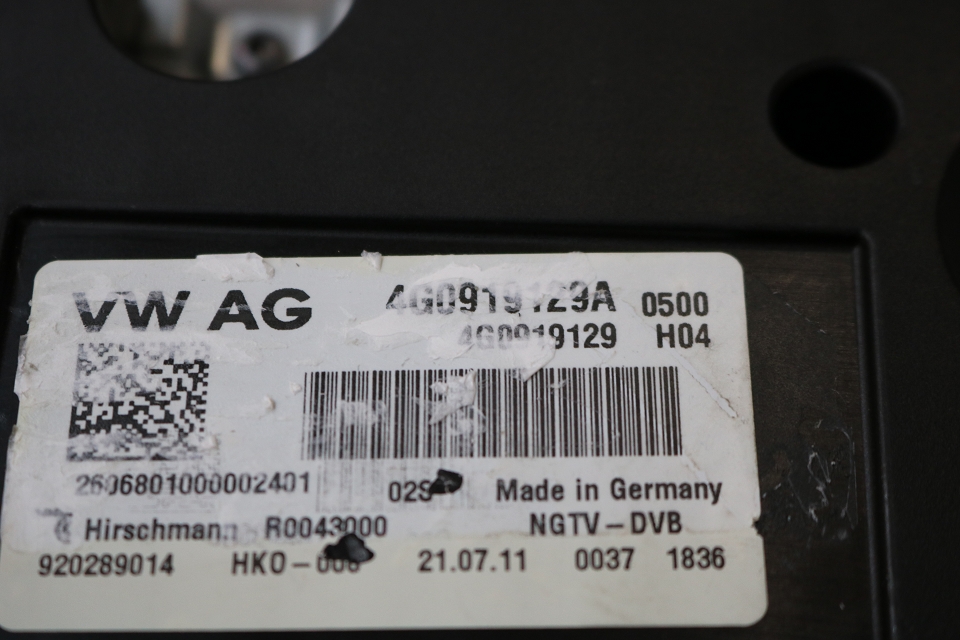 VW AG 4G0919129A 0500
4G0919129 H04
2606801000002401 Made in Germany
Hirschmann R0043000 NGTV-DVB
920289014 21.07.11 0037 1836